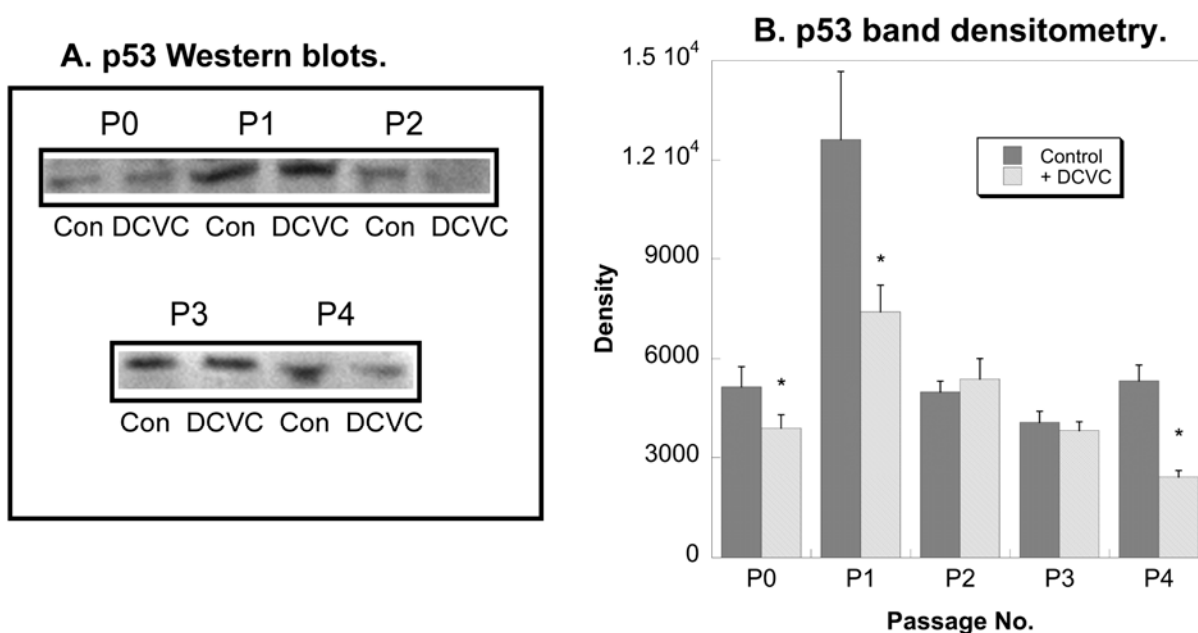 A. p53 Western blots.
P0 P1 P2
Con DCVC Con DCVC Con DCVC
P3 P4
Con DCVC Con DCVC
B. p53 band densitometry.
1.5 10⁴
1.2 10⁴
9000
6000
3000
0
Density
Control
+ DCVC
*
*
*
P0 P1 P2 P3 P4
Passage No.